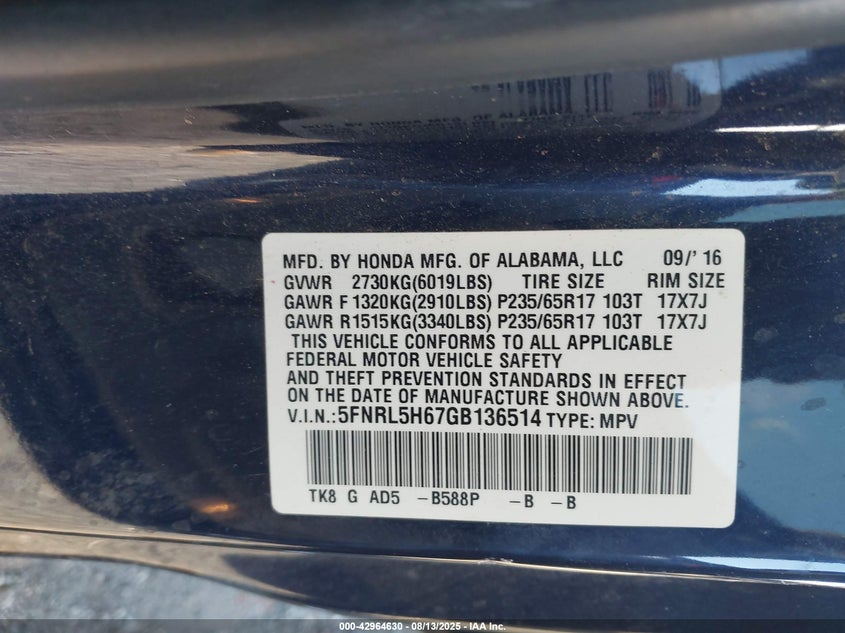 MFD. BY HONDA MFG. OF ALABAMA, LLC 09/' 16
GVWR 2730KG(6019LBS) TIRE SIZE RIM SIZE
GAWR F 1320KG(2910LBS) P235/65R17 103T 17X7J
GAWR R1515KG(3340LBS) P235/65R17 103T 17X7J
THIS VEHICLE CONFORMS TO ALL APPLICABLE
FEDERAL MOTOR VEHICLE SAFETY
AND THEFT PREVENTION STANDARDS IN EFFECT
ON THE DATE OF MANUFACTURE SHOWN ABOVE.
V.I.N.:5FNRL5H67GB136514 TYPE: MPV
TK8 G AD5 -B588P -B -B
000-42964630 - 08/13/2025 - IAAI.com